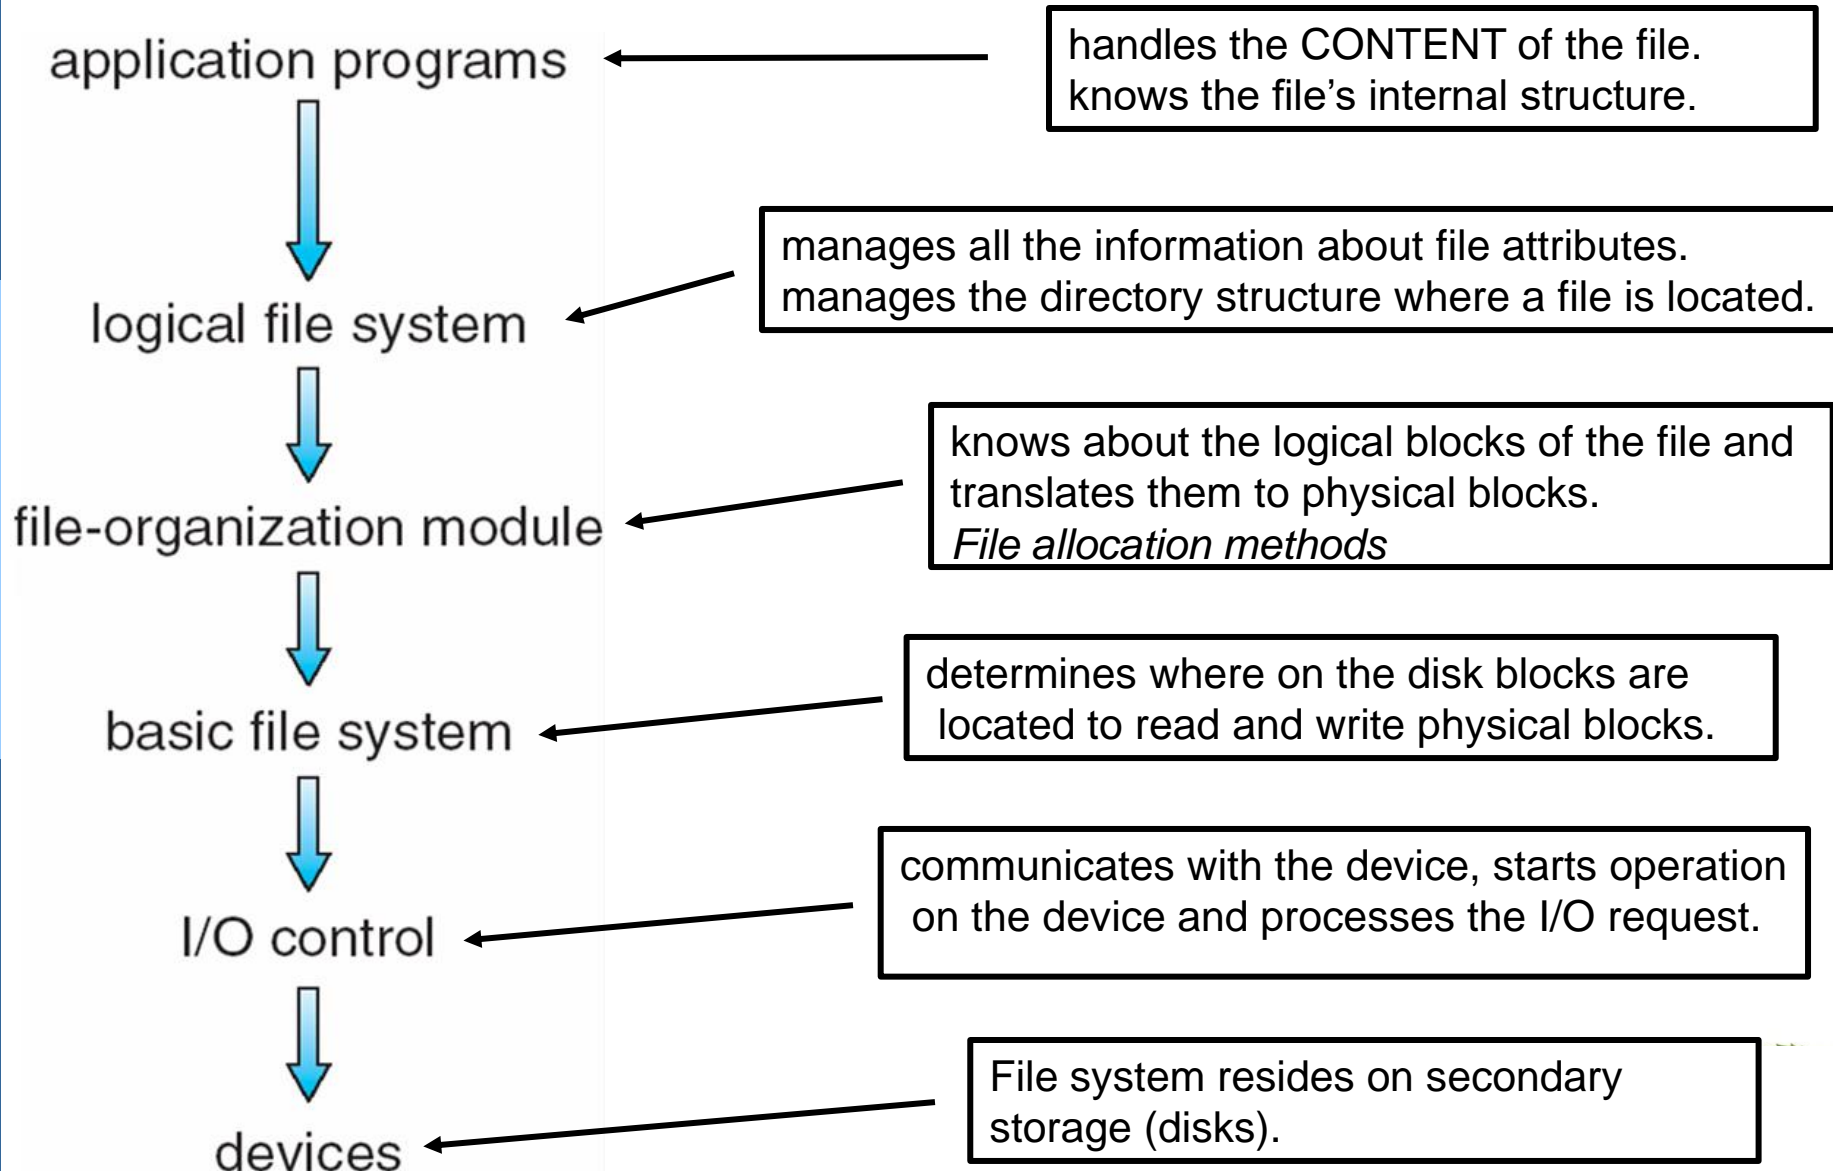 application programs
handles the CONTENT of the file.
knows the file’s internal structure.
manages all the information about file attributes.
manages the directory structure where a file is located.
logical file system
knows about the logical blocks of the file and
translates them to physical blocks.
File allocation methods
file-organization module
determines where on the disk blocks are
located to read and write physical blocks.
basic file system
communicates with the device, starts operation
on the device and processes the I/O request.
I/O control
File system resides on secondary
storage (disks).
devices